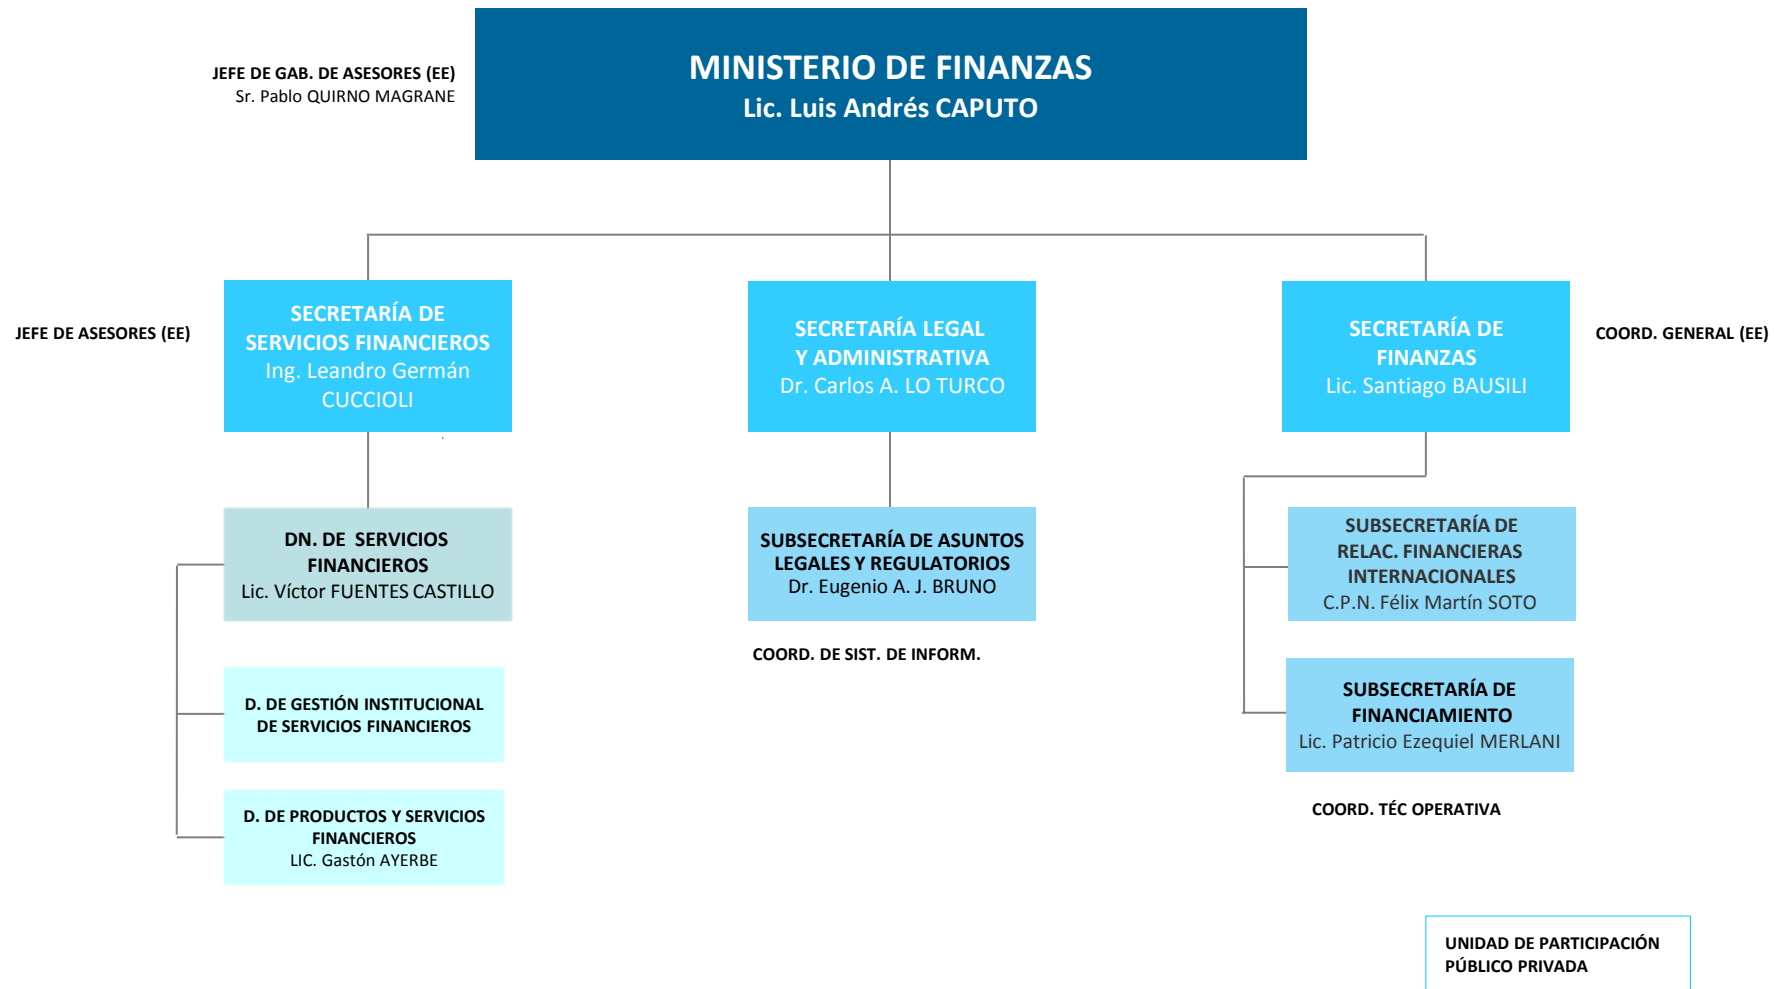 JEFE DE GAB. DE ASESORES (EE)
Sr. Pablo QUIRNO MAGRANE
MINISTERIO DE FINANZAS
Lic. Luis Andrés CAPUTO
JEFE DE ASESORES (EE)
SECRETARÍA DE
SERVICIOS FINANCIEROS
Ing. Leandro Germán
CUCCIOLI
SECRETARÍA LEGAL
Y ADMINISTRATIVA
Dr. Carlos A. LO TURCO
SECRETARÍA DE
FINANZAS
Lic. Santiago BAUSILI
COORD. GENERAL (EE)
DN. DE SERVICIOS
FINANCIEROS
Lic. Víctor FUENTES CASTILLO
SUBSECRETARÍA DE ASUNTOS
LEGALES Y REGULATORIOS
Dr. Eugenio A. J. BRUNO
SUBSECRETARÍA DE
RELAC. FINANCIERAS
INTERNACIONALES
C.P.N. Félix Martín SOTO
COORD. DE SIST. DE INFORM.
D. DE GESTIÓN INSTITUCIONAL
DE SERVICIOS FINANCIEROS
SUBSECRETARÍA DE
FINANCIAMIENTO
Lic. Patricio Ezequiel MERLANI
D. DE PRODUCTOS Y SERVICIOS
FINANCIEROS
LIC. Gastón AYERBE
COORD. TÉC OPERATIVA
UNIDAD DE PARTICIPACIÓN
PÚBLICO PRIVADA